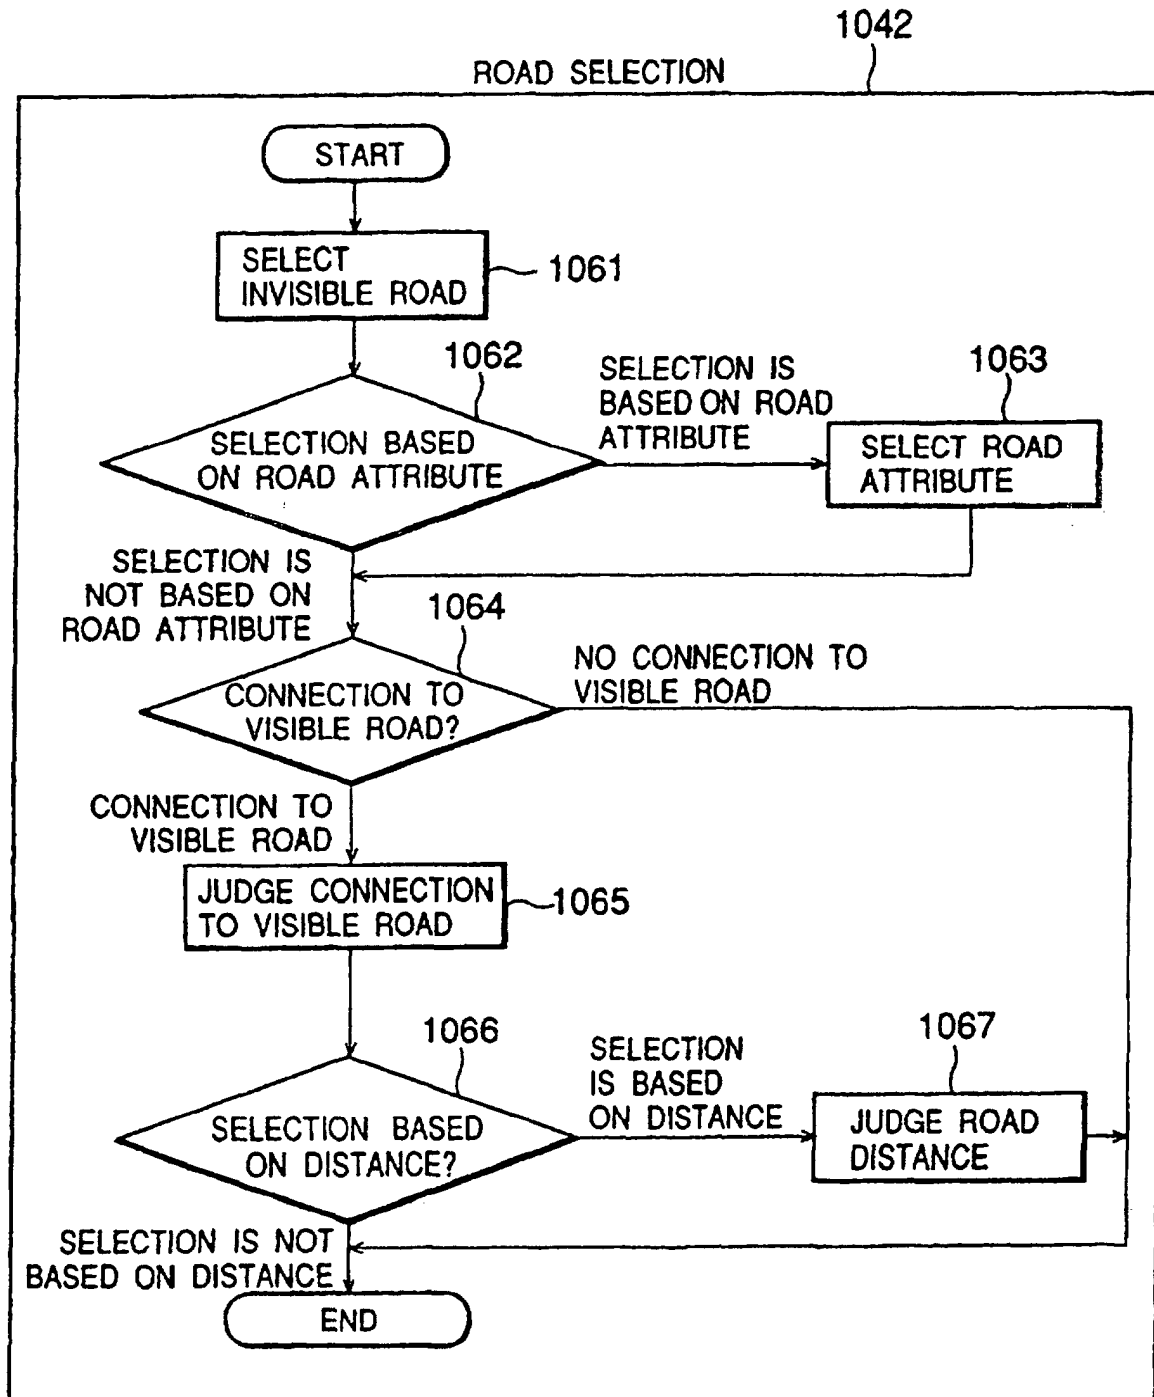 1042
ROAD SELECTION
START
SELECT
INVISIBLE ROAD
1061
1062
SELECTION BASED
ON ROAD ATTRIBUTE
SELECTION IS
BASED ON ROAD
ATTRIBUTE
1063
SELECT ROAD
ATTRIBUTE
SELECTION IS
NOT BASED ON
ROAD ATTRIBUTE
1064
CONNECTION TO
VISIBLE ROAD?
NO CONNECTION TO
VISIBLE ROAD
CONNECTION TO
VISIBLE ROAD
JUDGE CONNECTION
TO VISIBLE ROAD
1065
1066
SELECTION BASED
ON DISTANCE?
SELECTION
IS BASED
ON DISTANCE
1067
JUDGE ROAD
DISTANCE
SELECTION IS NOT
BASED ON DISTANCE
END